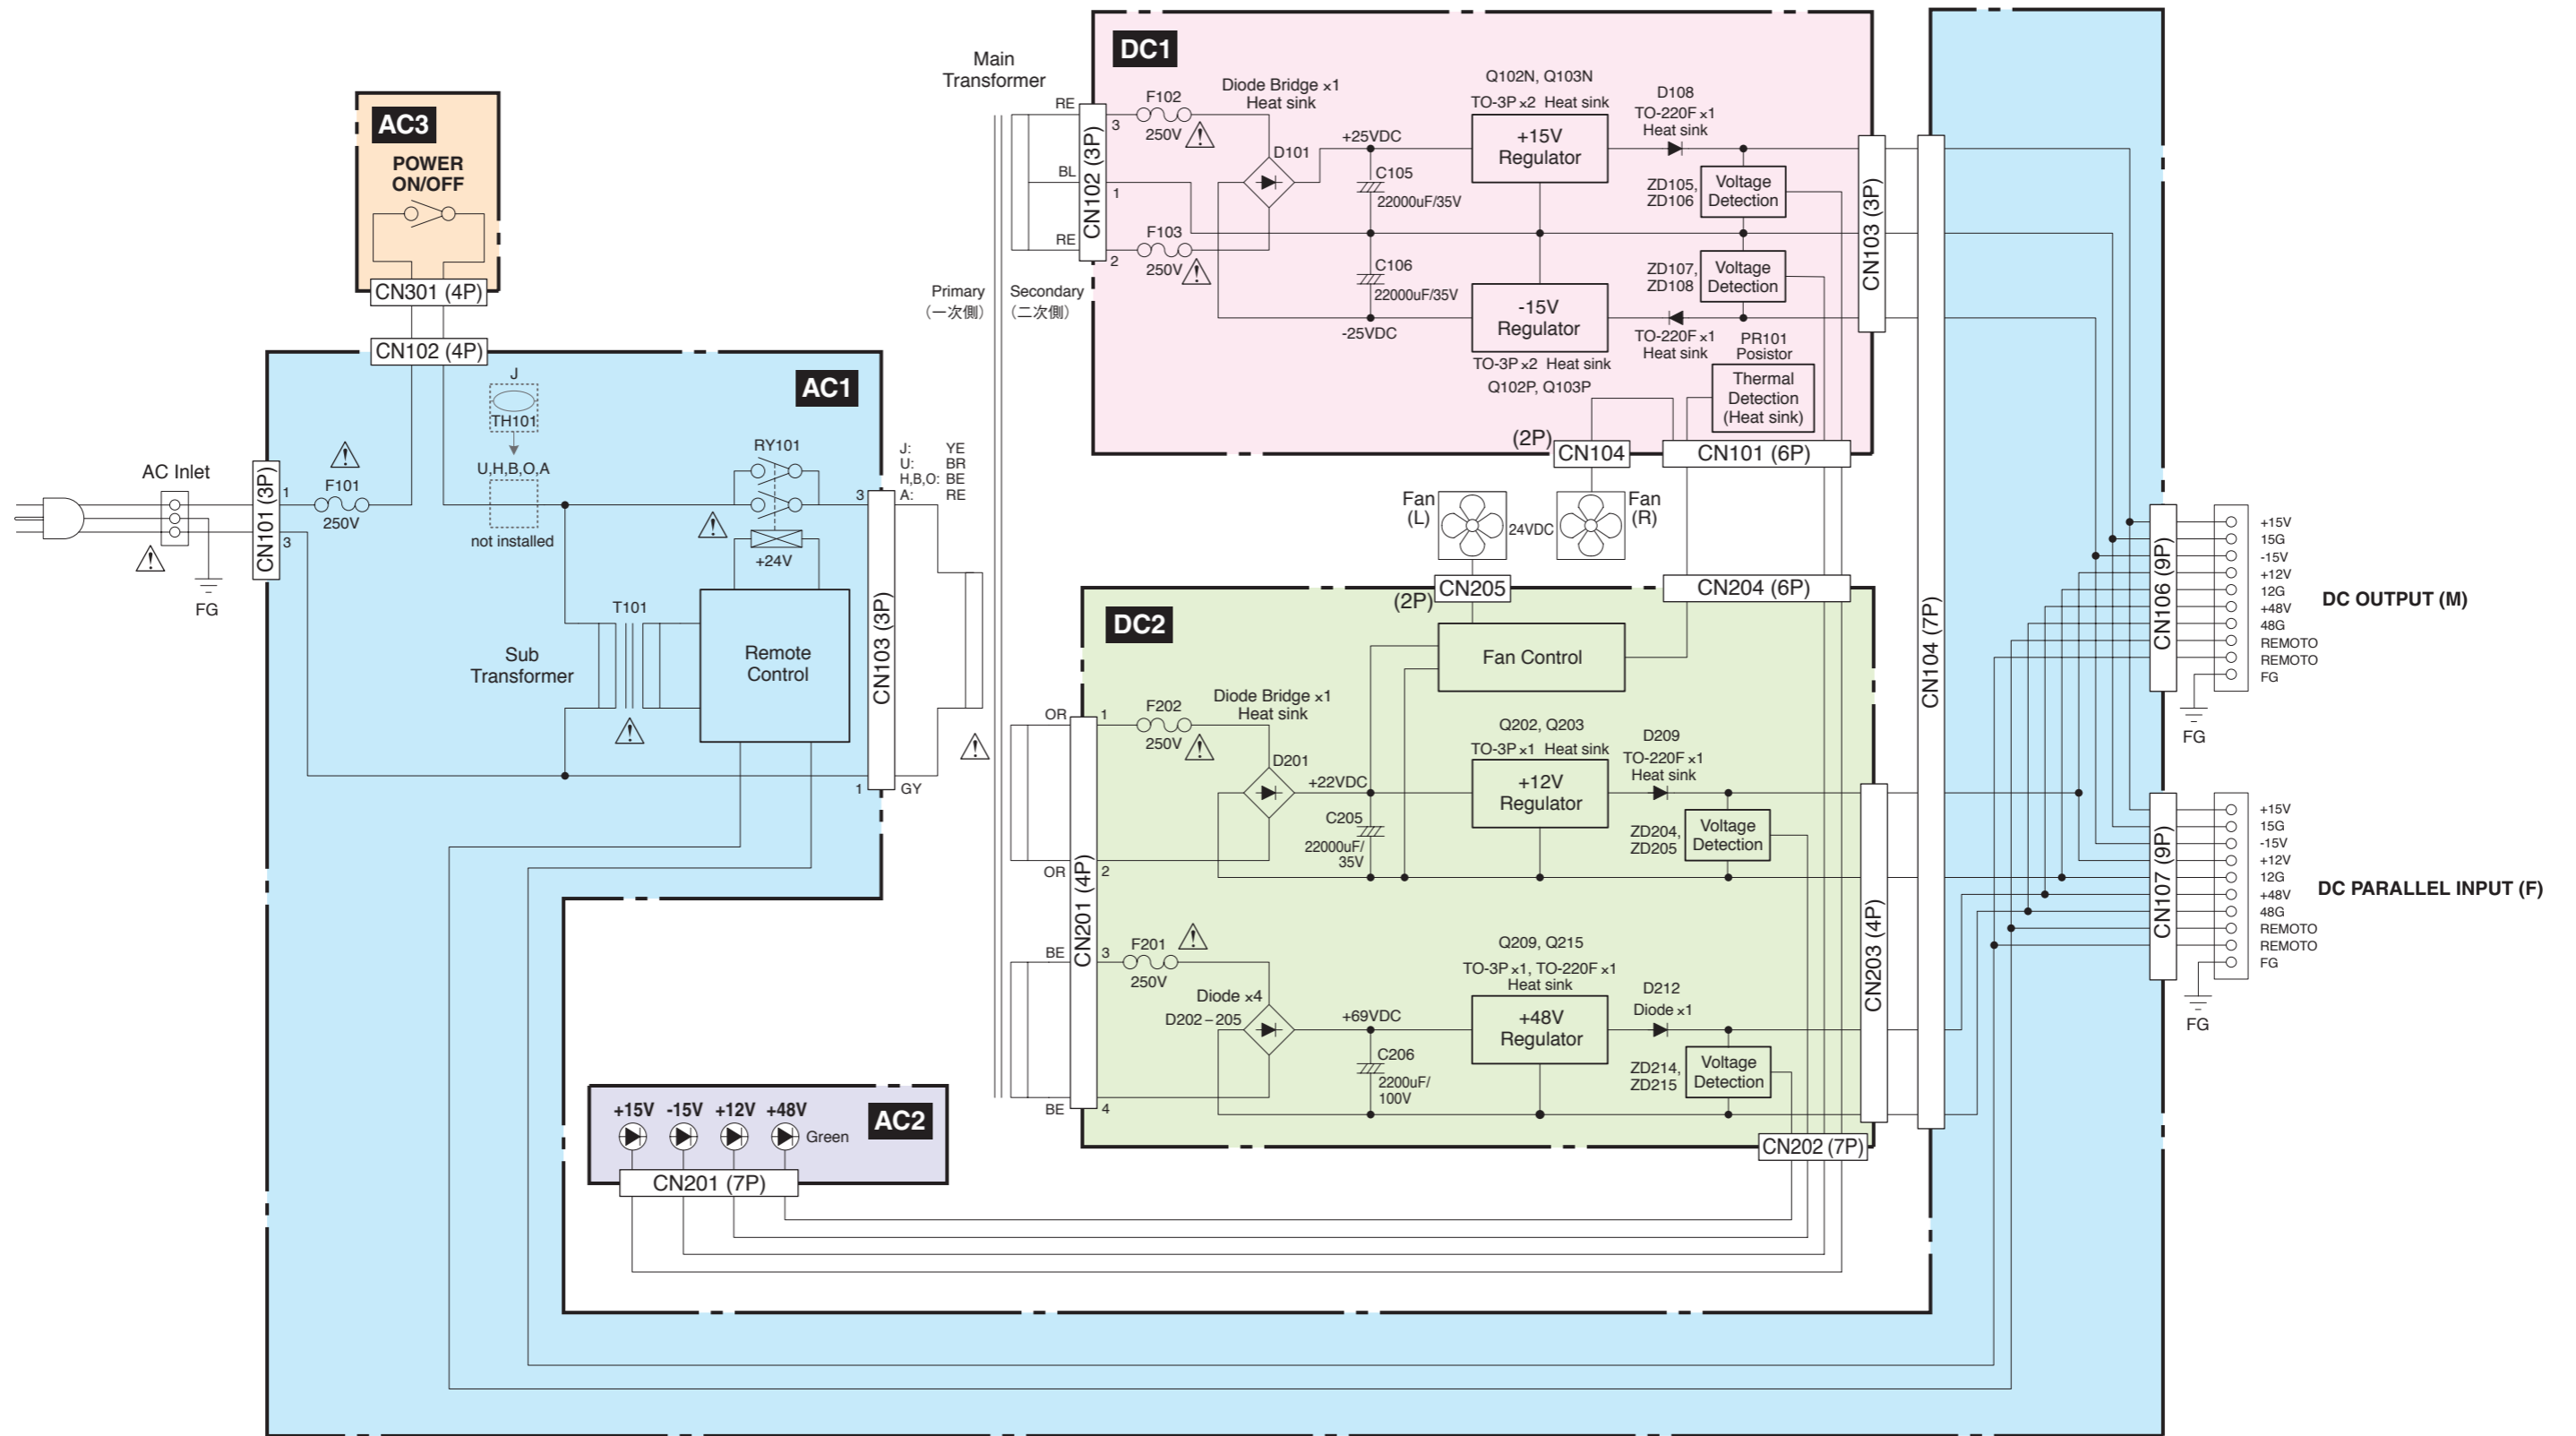 AC3
POWER
ON/OFF
CN301 (4P)
CN102 (4P)
AC1
J
TH101
U,H,B,O,A
not installed
AC Inlet
FG
CN101 (3P)
1
3
F101
250V
RY101
+24V
T101
Sub
Transformer
Remote
Control
CN103 (3P)
3
1
J: YE
U: BR
H,B,O: BE
A: RE
GY
Main
Transformer
Primary
（一次側）
Secondary
（二次側）
DC1
RE
BL
RE
CN102 (3P)
3
1
2
F102
250V
F103
250V
Diode Bridge ×1
Heat sink
D101
+25VDC
C105
22000uF/35V
C106
22000uF/35V
-25VDC
Q102N, Q103N
TO-3P ×2 Heat sink
+15V
Regulator
-15V
Regulator
TO-3P ×2 Heat sink
Q102P, Q103P
D108
TO-220F ×1
Heat sink
ZD105,
ZD106
Voltage
Detection
ZD107,
ZD108
Voltage
Detection
TO-220F ×1
Heat sink
PR101
Posistor
Thermal
Detection
(Heat sink)
CN103 (3P)
(2P)
CN104
CN101 (6P)
Fan
(L)
24VDC
Fan
(R)
(2P)
CN205
CN204 (6P)
DC2
Fan Control
OR
OR
BE
BE
CN201 (4P)
1
2
3
4
F202
250V
Diode Bridge ×1
Heat sink
D201
+22VDC
C205
22000uF/
35V
Q202, Q203
TO-3P ×1 Heat sink
+12V
Regulator
D209
TO-220F ×1
Heat sink
ZD204,
ZD205
Voltage
Detection
F201
250V
Diode ×4
D202–205
+69VDC
C206
2200uF/
100V
Q209, Q215
TO-3P ×1, TO-220F ×1
Heat sink
+48V
Regulator
D212
Diode ×1
ZD214,
ZD215
Voltage
Detection
CN203 (4P)
CN202 (7P)
CN104 (7P)
AC2
+15V -15V +12V +48V
Green
CN201 (7P)
CN106 (9P)
+15V
15G
-15V
+12V
12G
+48V
48G
REMOTO
REMOTO
FG
FG
DC OUTPUT (M)
CN107 (9P)
+15V
15G
-15V
+12V
12G
+48V
48G
REMOTO
REMOTO
FG
FG
DC PARALLEL INPUT (F)